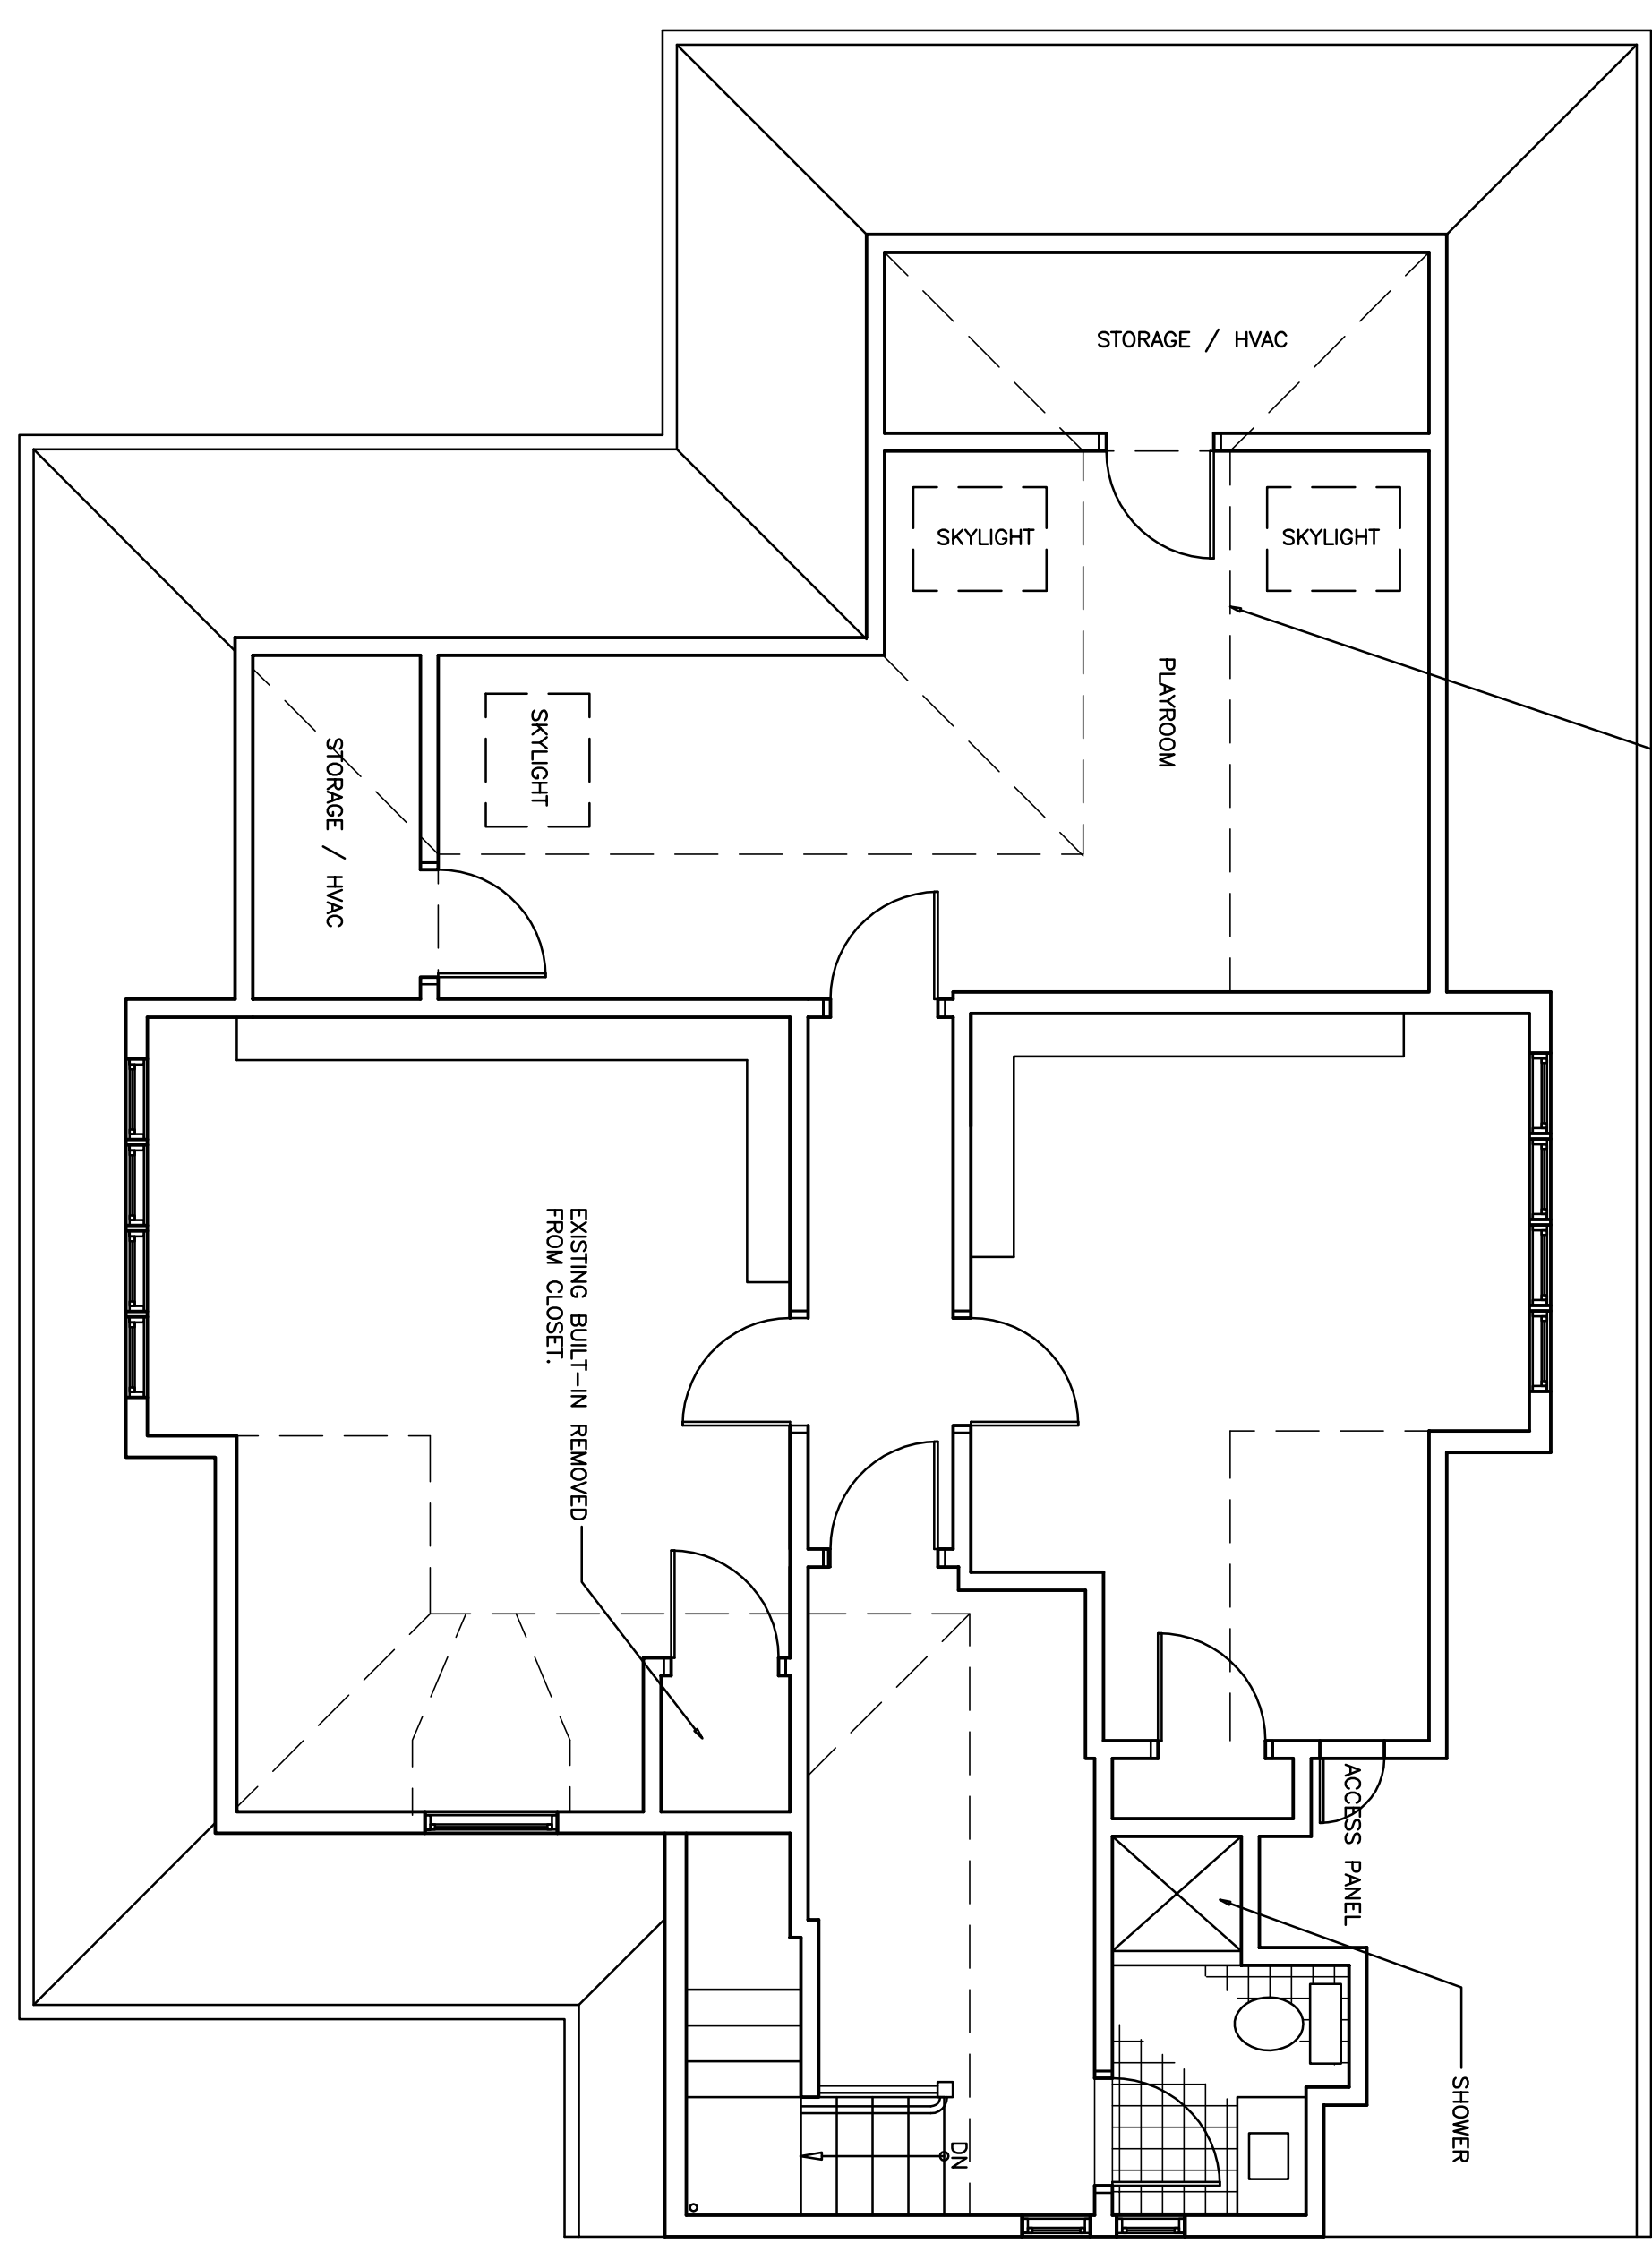 STORAGE / HVAC
SKYLIGHT
SKYLIGHT
PLAYROOM
SKYLIGHT
STORAGE / HVAC
EXISTING BUILT-IN REMOVED
FROM CLOSET.
ACCESS PANEL
SHOWER
DN